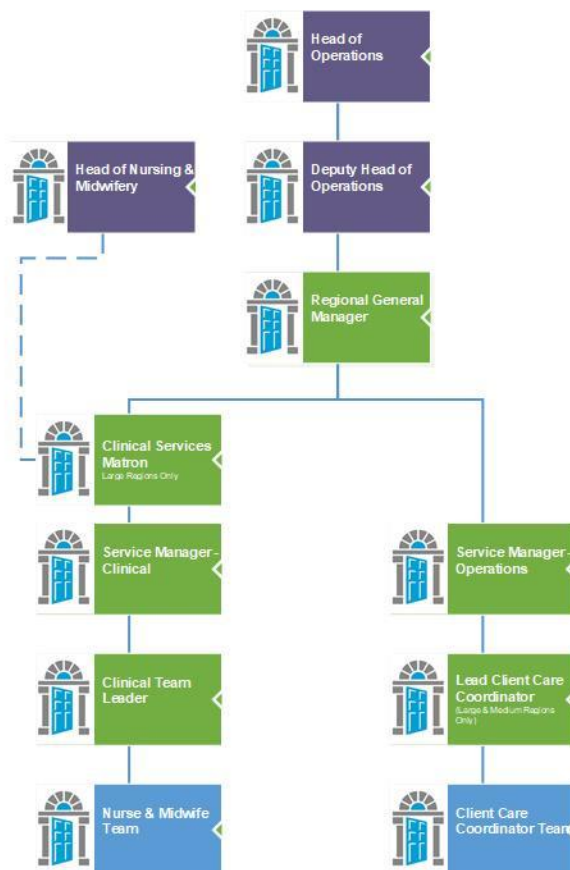 Head of
Operations
Head of Nursing &
Midwifery
Deputy Head of
Operations
Regional General
Manager
Clinical Services
Matron
Large Regions Only
Service Manager-
Clinical
Service Manager-
Operations
Clinical Team
Leader
Lead Client Care
Coordinator
(Large & Medium Regions
Only)
Nurse & Midwife
Team
Client Care
Coordinator Team